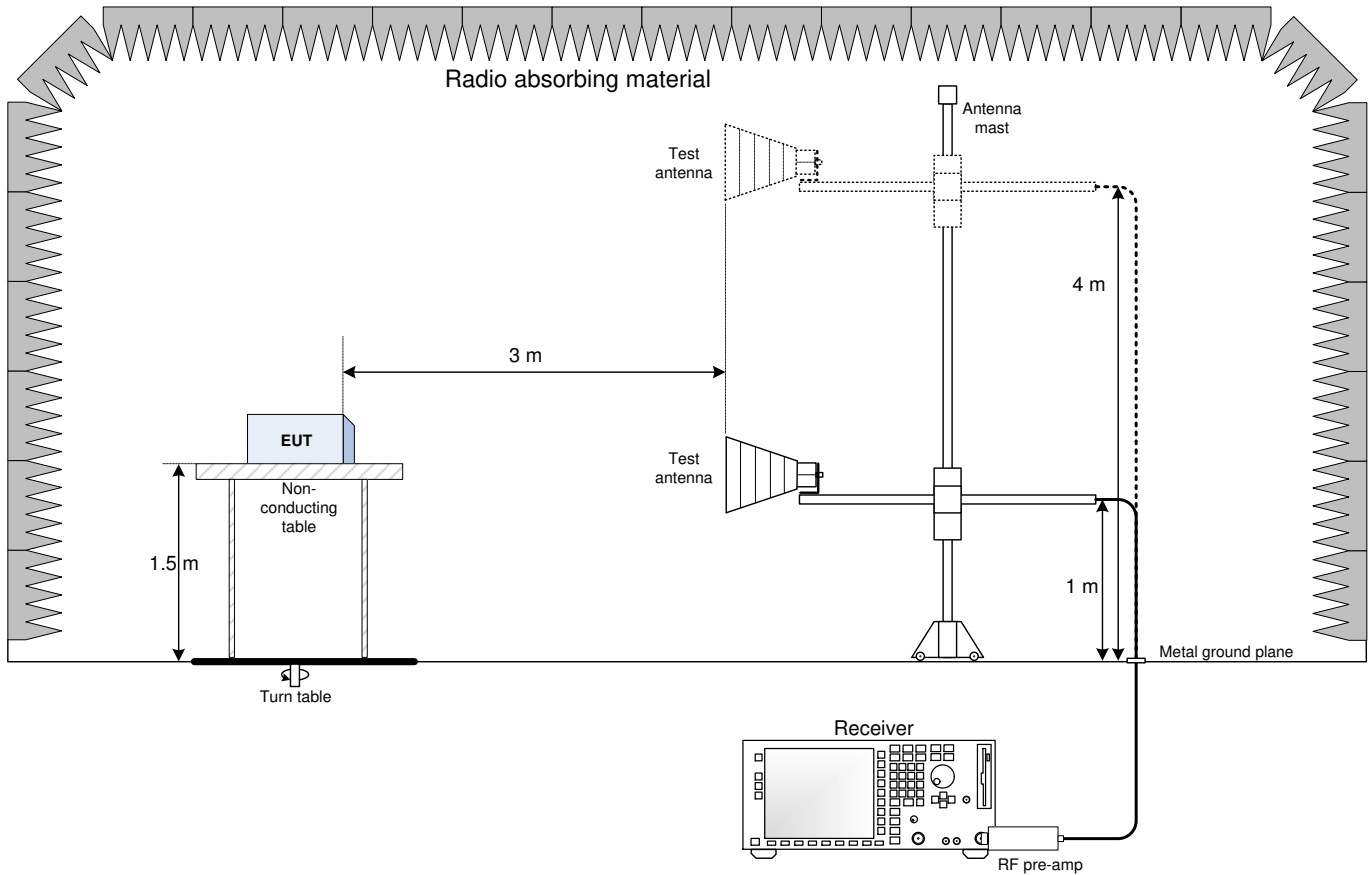 Radio absorbing material
Antenna
mast
Test
antenna
4 m
3 m
EUT
Test
antenna
Non-
conducting
table
1.5 m
1 m
Metal ground plane
Turn table
Receiver
RF pre-amp